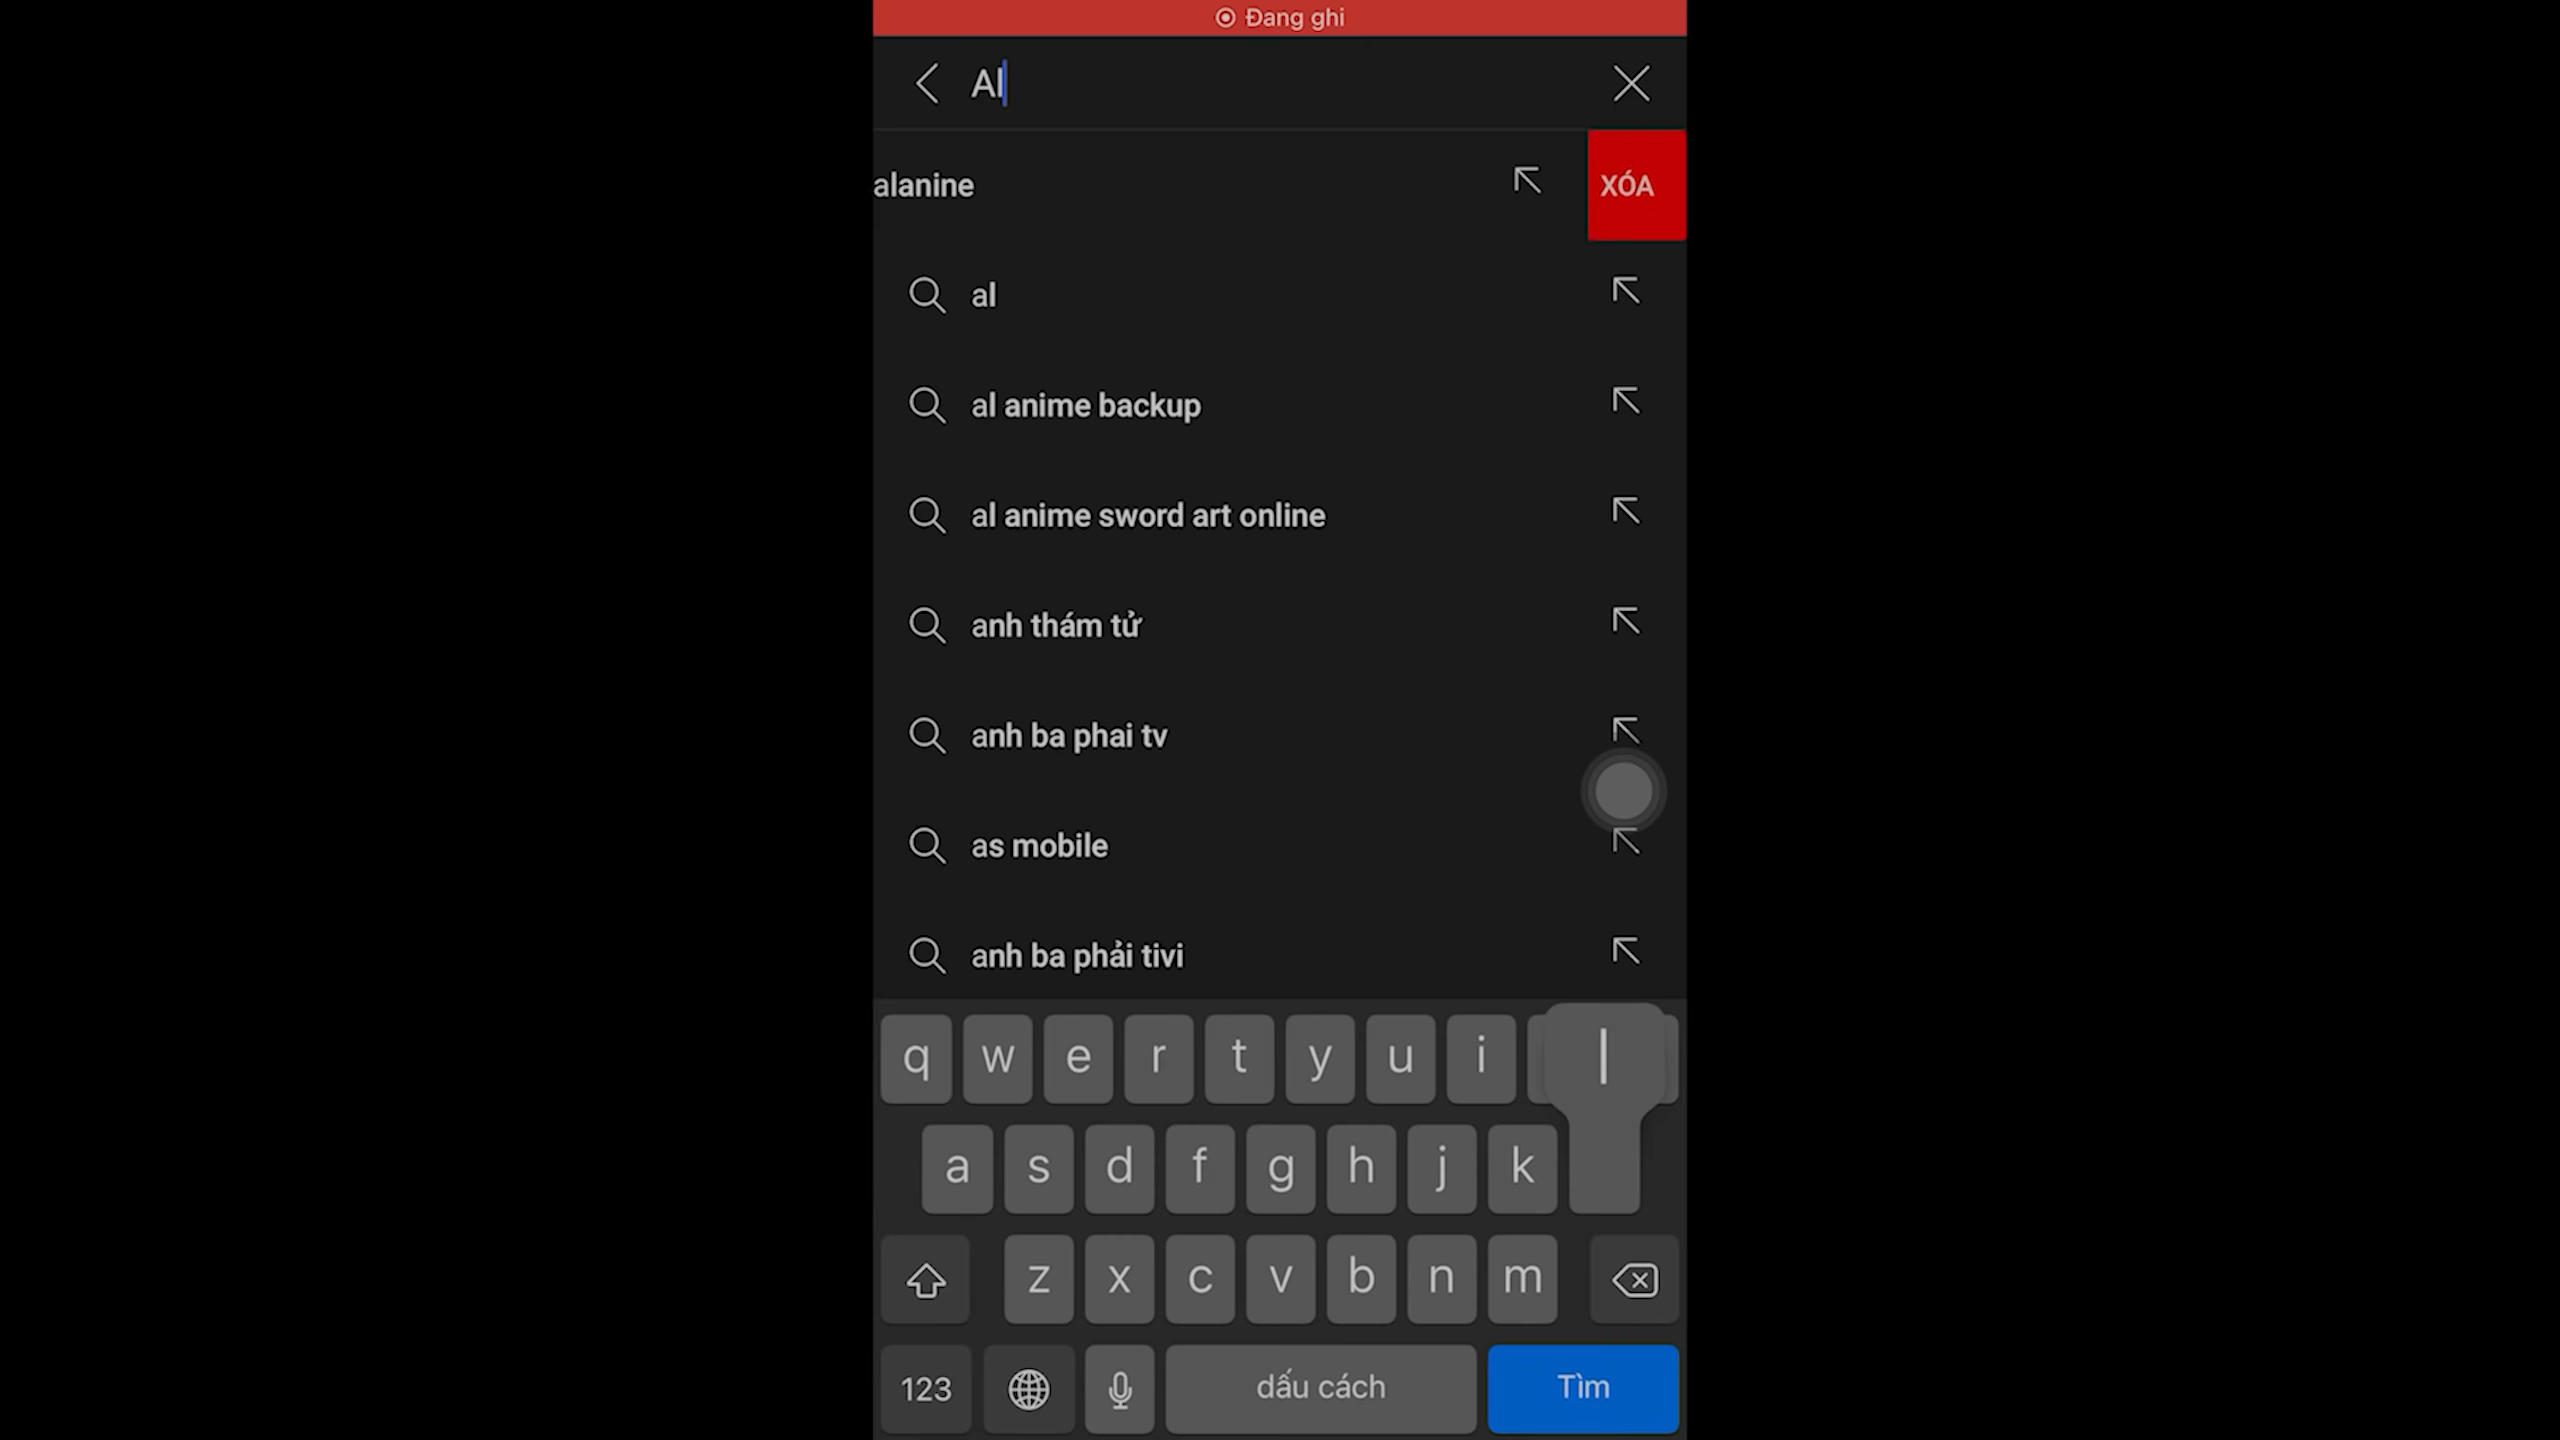 Đang ghi
Al
alanine
XÓA
al
al anime backup
al anime sword art online
anh thám tử
anh ba phai tv
as mobile
anh ba phải tivi
q w e r t y u i l
a s d f g h j k
z x c v b n m
123 dấu cách Tìm